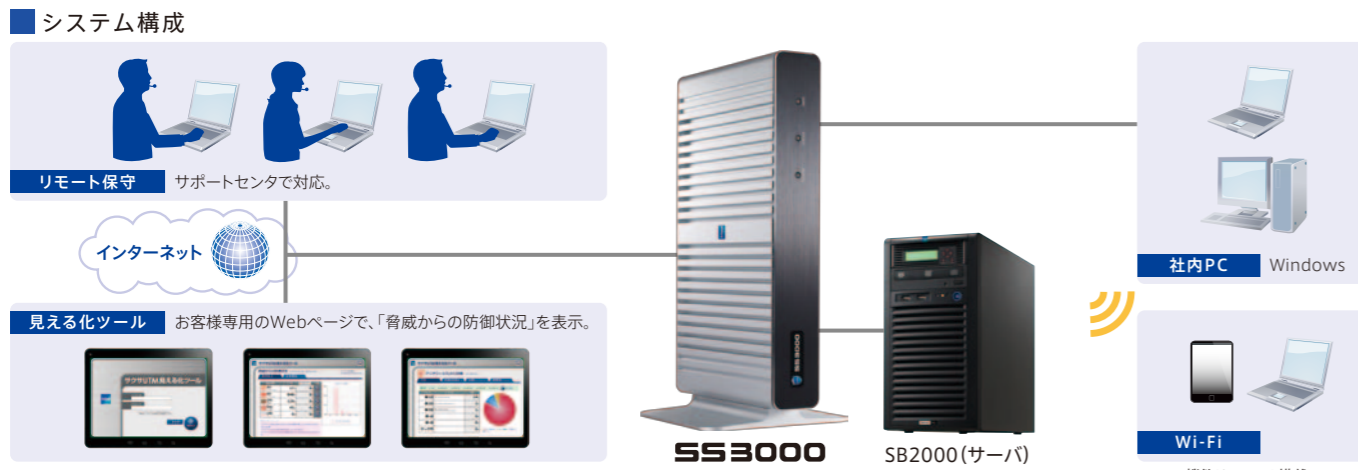 システム構成
リモート保守 サポートセンタで対応。
インターネット
見える化ツール お客様専用のWebページで、「脅威からの防御状況」を表示。
サクサUTM見える化ツール
SS3000
SS3000
SB2000(サーバ)
社内PC Windows
Wi-Fi